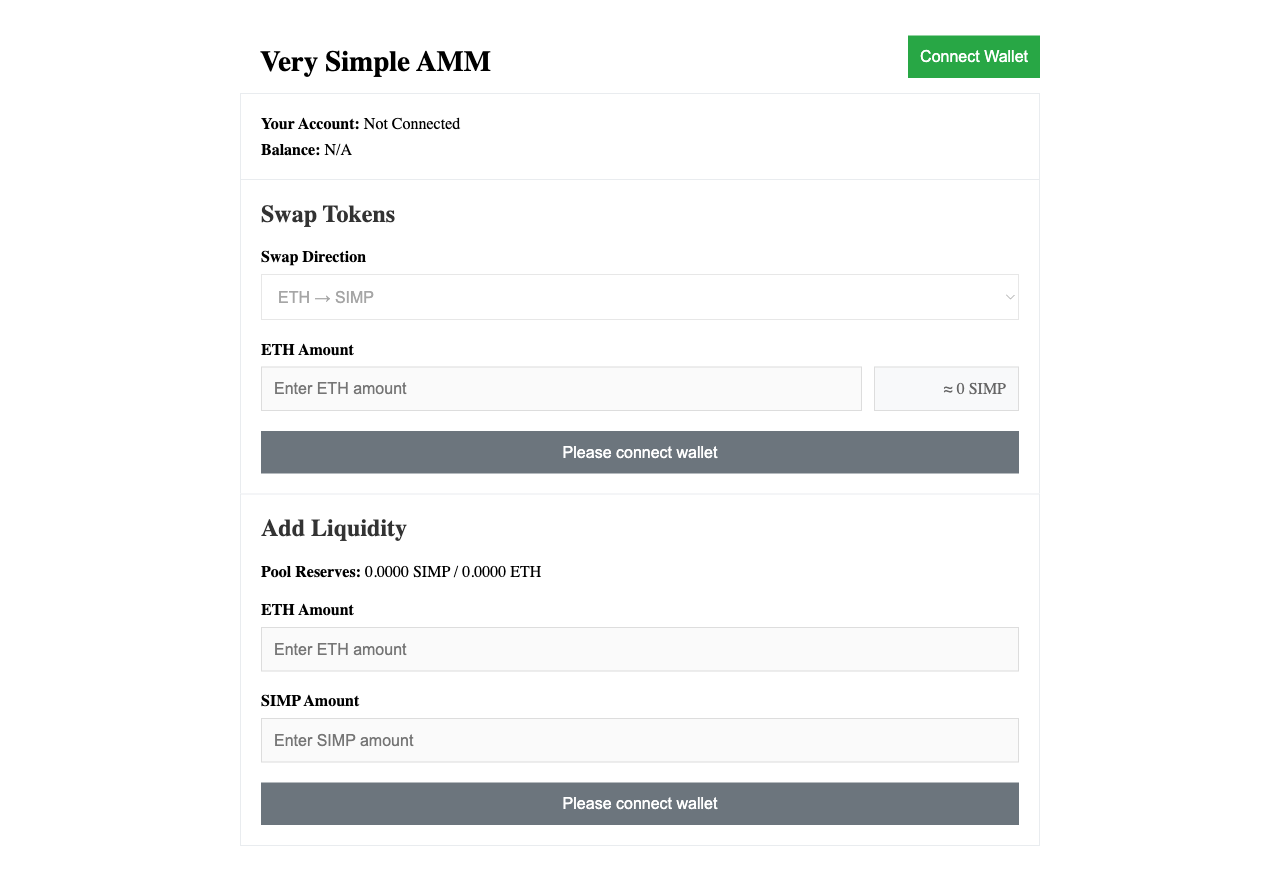 Very Simple AMM
Connect Wallet
Your Account: Not Connected
Balance: N/A
Swap Tokens
Swap Direction
ETH → SIMP
ETH Amount
Enter ETH amount
≈ 0 SIMP
Please connect wallet
Add Liquidity
Pool Reserves: 0.0000 SIMP / 0.0000 ETH
ETH Amount
Enter ETH amount
SIMP Amount
Enter SIMP amount
Please connect wallet